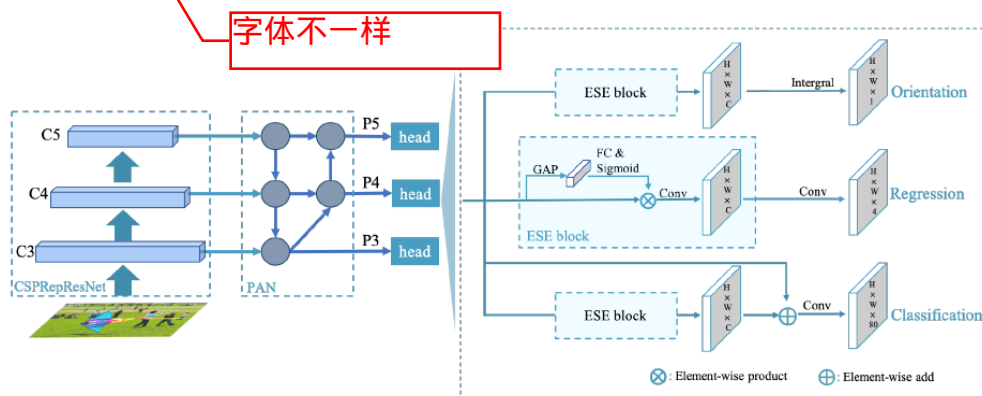 字体不一样
C5
C4
C3
CSPRepResNet
PAN
P5
P4
P3
head
head
head
ESE block
H×W×C
Intergral
H×W×1
Orientation
GAP
FC &
Sigmoid
Conv
ESE block
H×W×C
Conv
H×W×4
Regression
ESE block
H×W×C
Conv
H×W×80
Classification
: Element-wise product
: Element-wise add